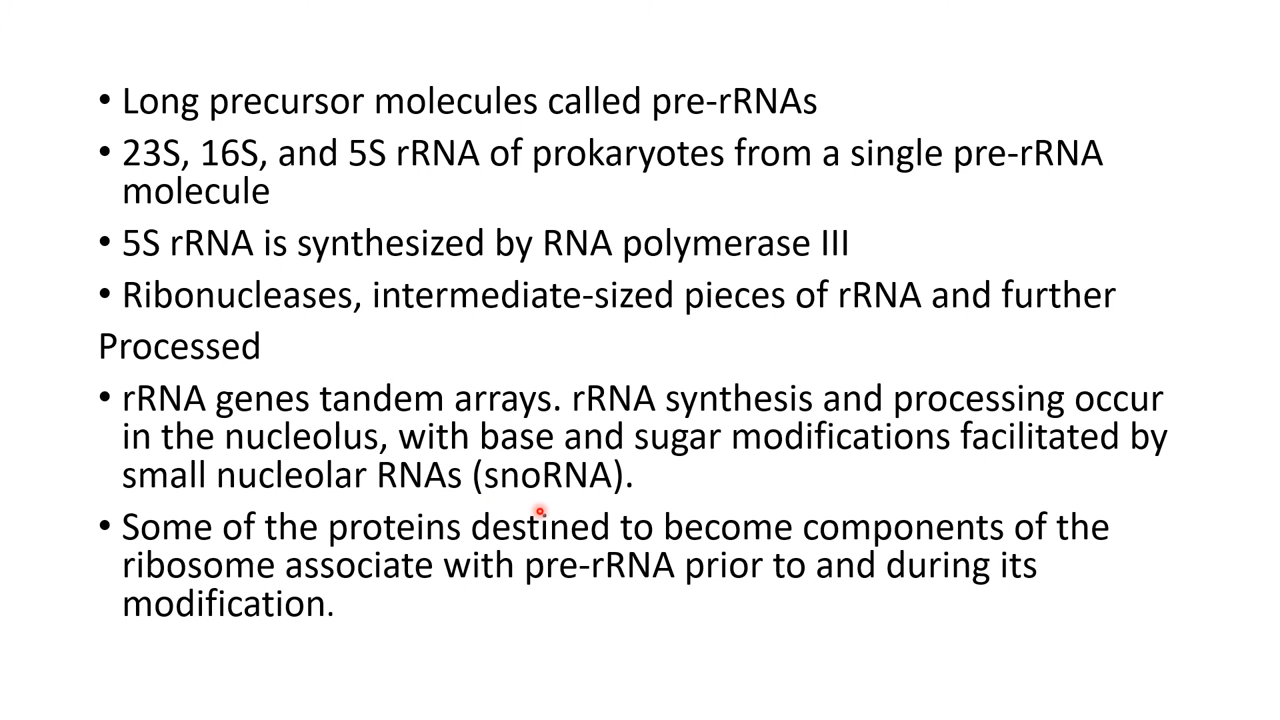 • Long precursor molecules called pre-rRNAs
• 23S, 16S, and 5S rRNA of prokaryotes from a single pre-rRNA
molecule
• 5S rRNA is synthesized by RNA polymerase III
• Ribonucleases, intermediate-sized pieces of rRNA and further
Processed
• rRNA genes tandem arrays. rRNA synthesis and processing occur
in the nucleolus, with base and sugar modifications facilitated by
small nucleolar RNAs (snoRNA).
• Some of the proteins destined to become components of the
ribosome associate with pre-rRNA prior to and during its
modification.